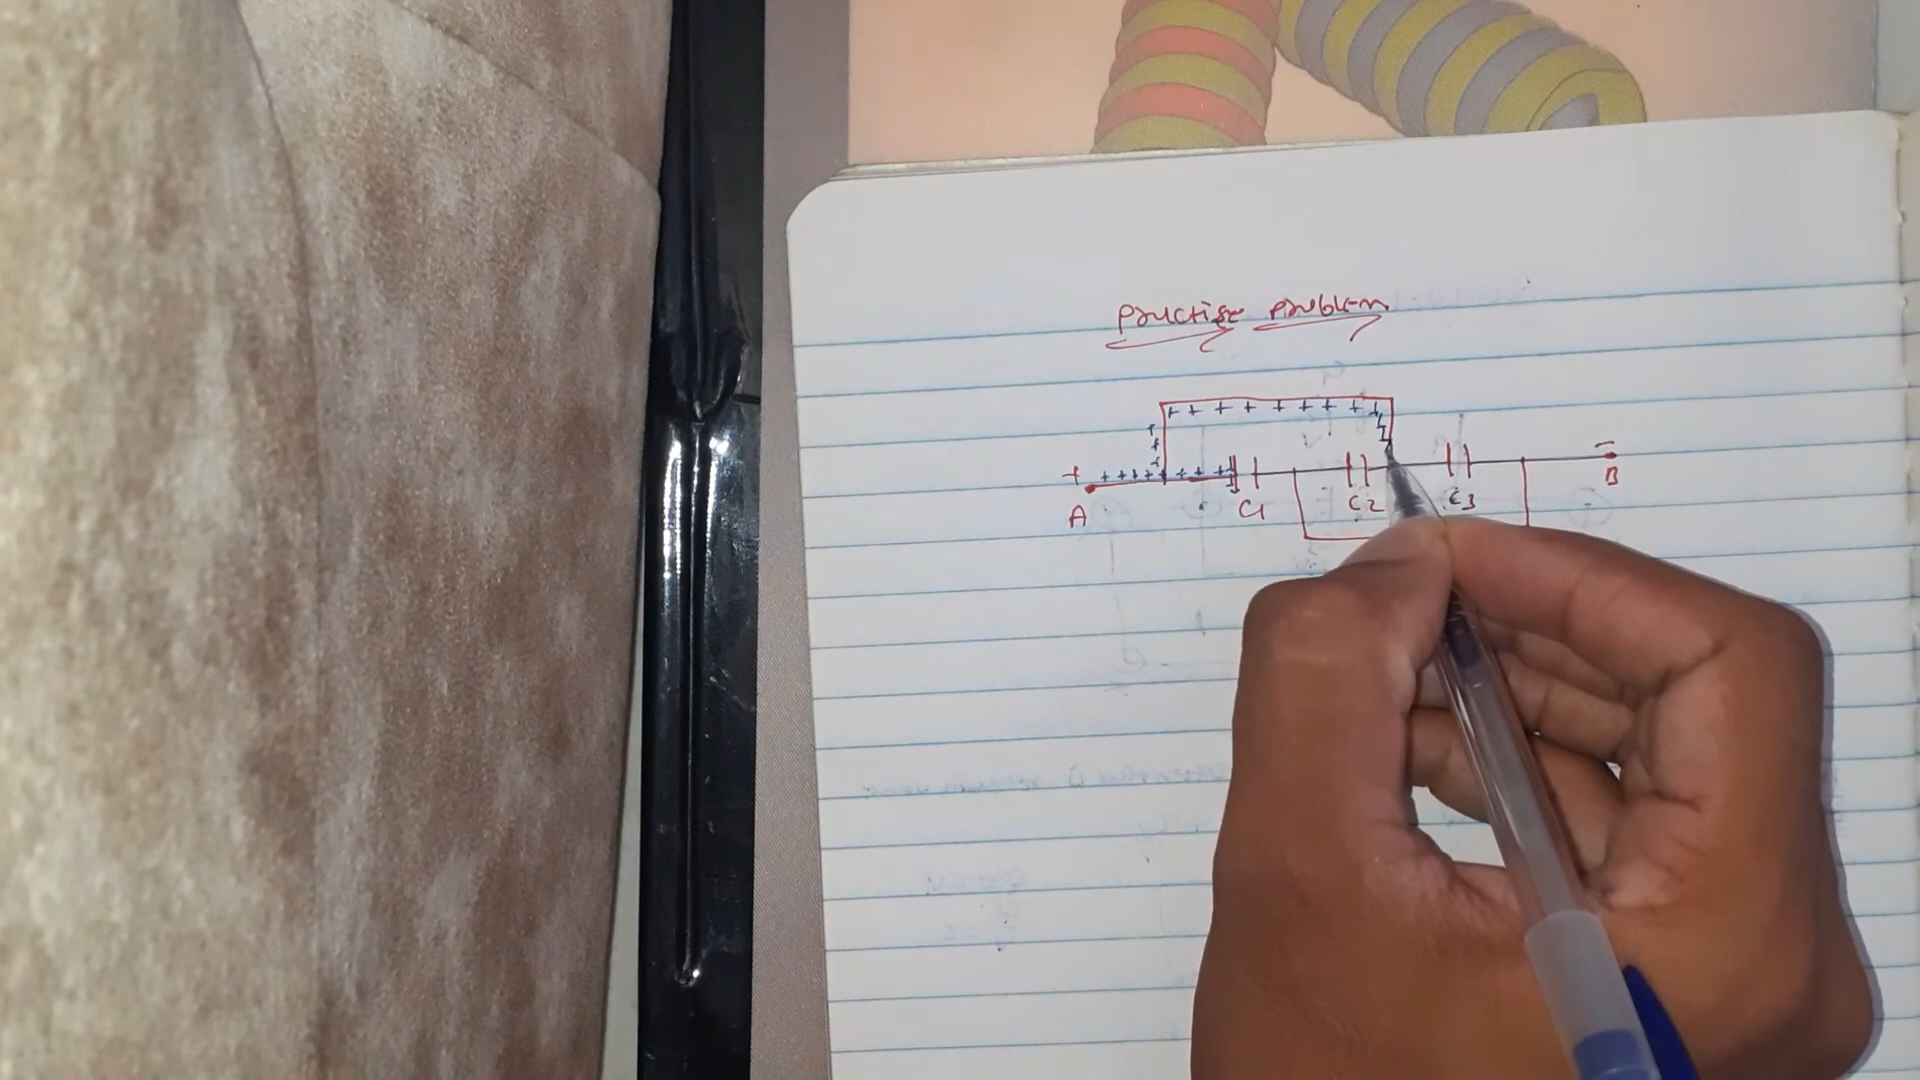 Practise Problem
+ + + + + + + + +
+ + + + + + + + + + + −
A C1 C2 C3 B